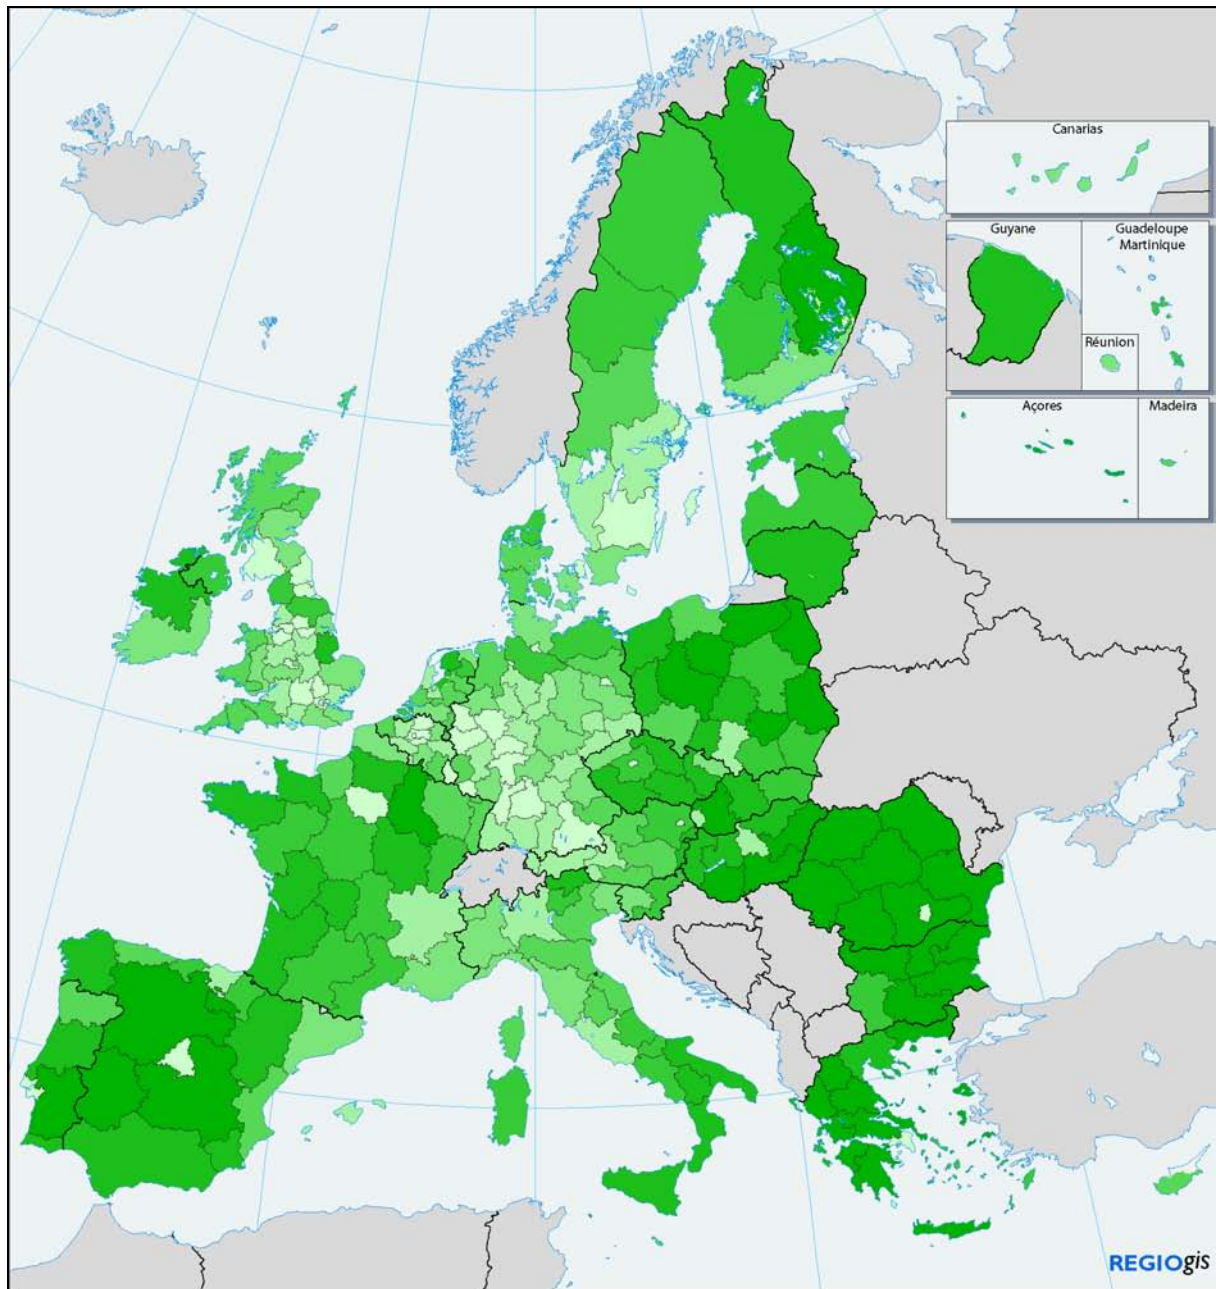 Canarias
Guyane
Guadeloupe
Martinique
Réunion
Açores
Madeira
REGIOgis